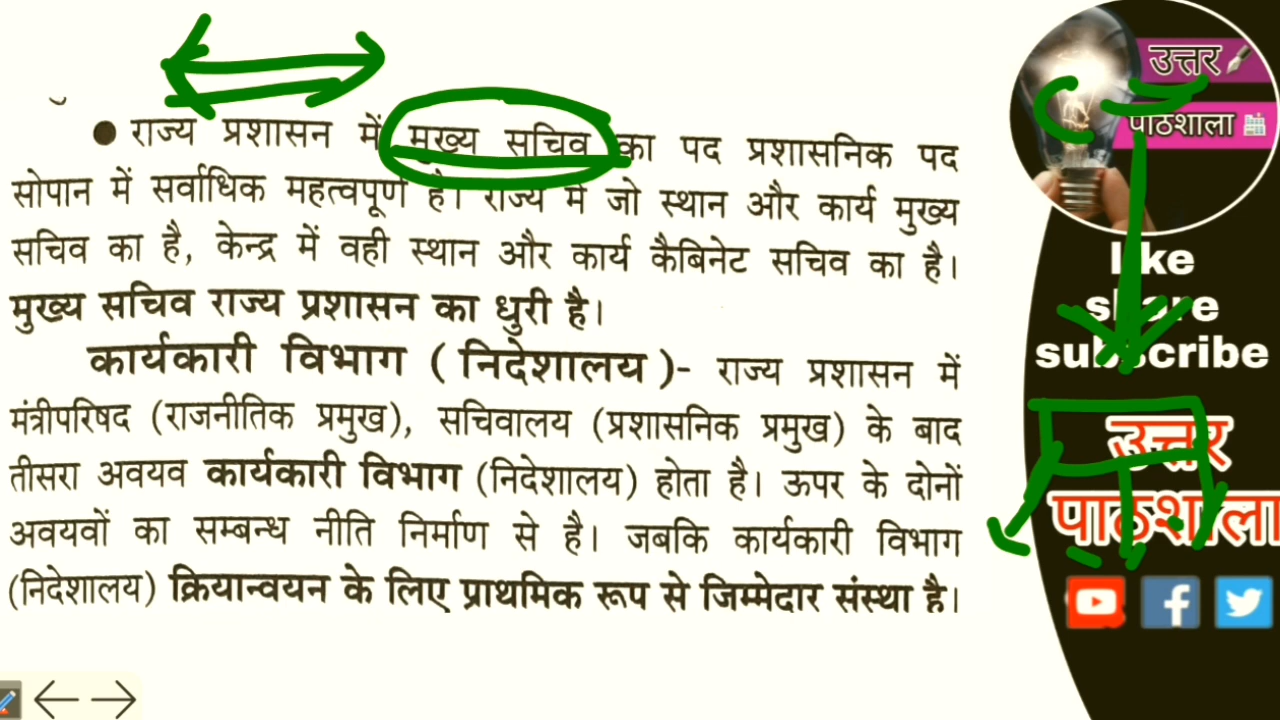 ● राज्य प्रशासन में मुख्य सचिव का पद प्रशासनिक पद
सोपान में सर्वाधिक महत्वपूर्ण है। राज्य में जो स्थान और कार्य मुख्य
सचिव का है, केन्द्र में वही स्थान और कार्य कैबिनेट सचिव का है।
मुख्य सचिव राज्य प्रशासन का धुरी है।
कार्यकारी विभाग ( निदेशालय )- राज्य प्रशासन में
मंत्रीपरिषद (राजनीतिक प्रमुख), सचिवालय (प्रशासनिक प्रमुख) के बाद
तीसरा अवयव कार्यकारी विभाग (निदेशालय) होता है। ऊपर के दोनों
अवयवों का सम्बन्ध नीति निर्माण से है। जबकि कार्यकारी विभाग
(निदेशालय) क्रियान्वयन के लिए प्राथमिक रूप से जिम्मेदार संस्था है।
उत्तर
पाठशाला
like
share
subscribe
उत्तर
पाठशाला